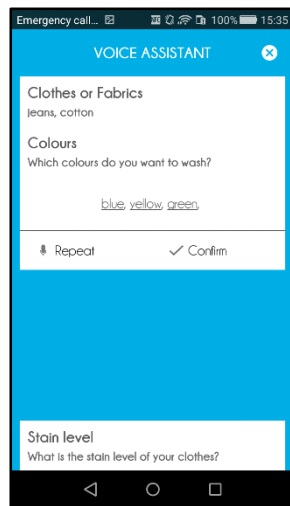 Emergency call... 100% 15:35
VOICE ASSISTANT
Clothes or Fabrics
jeans, cotton
Colours
Which colours do you want to wash?
blue, yellow, green,
Repeat Confirm
Stain level
What is the stain level of your clothes?